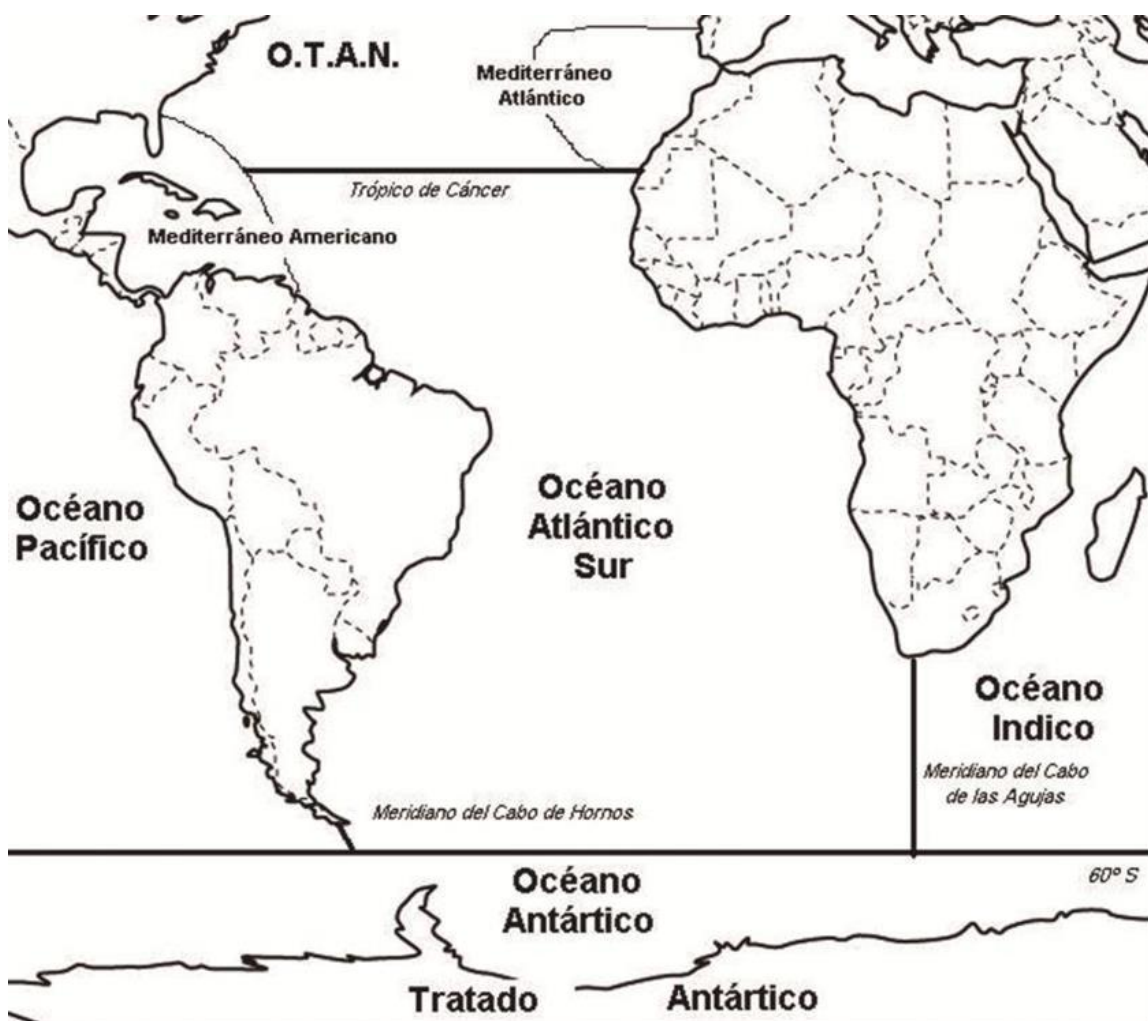 O.T.A.N.
Mediterráneo
Atlántico
Trópico de Cáncer
Mediterráneo Americano
Océano
Pacífico
Océano
Atlántico
Sur
Océano
Indico
Meridiano del Cabo
de las Agujas
Meridiano del Cabo de Hornos
60º S
Océano
Antártico
Tratado Antártico